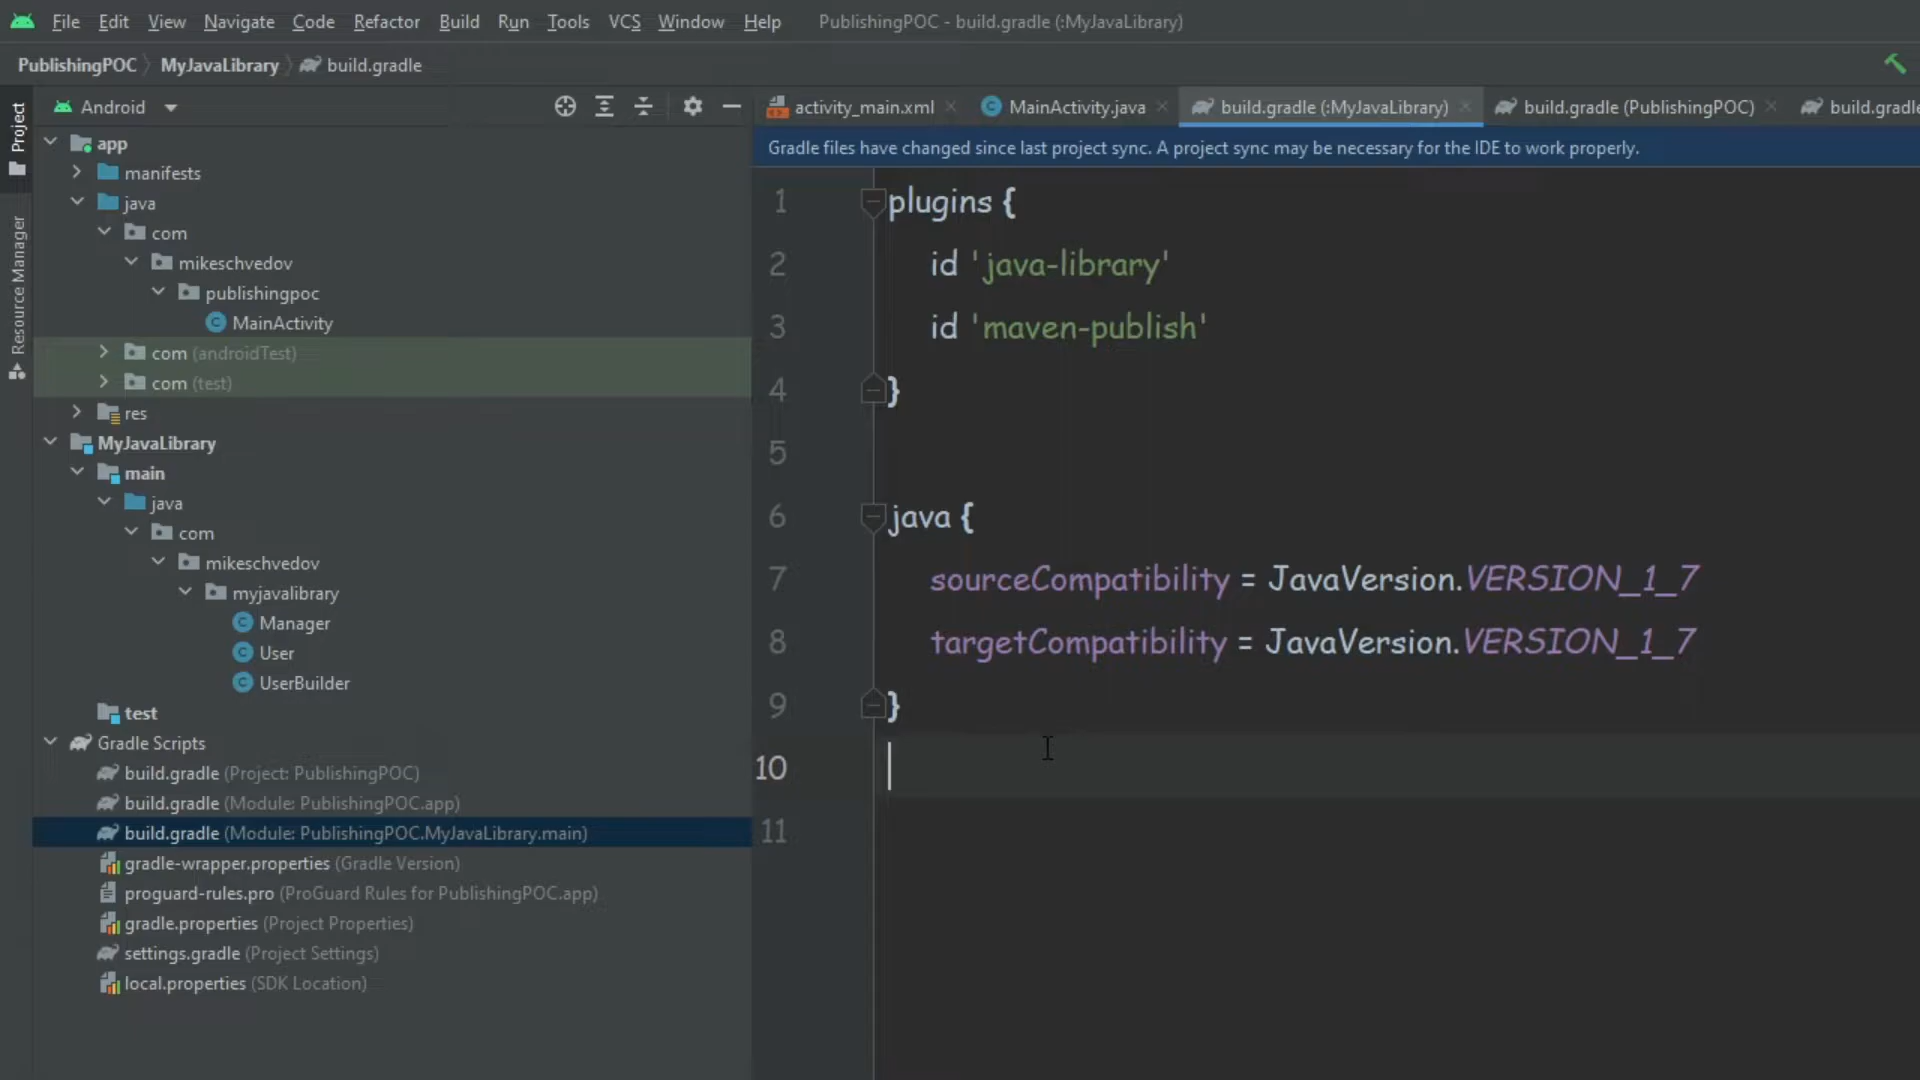 File Edit View Navigate Code Refactor Build Run Tools VCS Window Help PublishingPOC - build.gradle (:MyJavaLibrary)
PublishingPOC MyJavaLibrary build.gradle
Project
Resource Manager
Android
app
manifests
java
com
mikeschvedov
publishingpoc
MainActivity
com (androidTest)
com (test)
res
MyJavaLibrary
main
java
com
mikeschvedov
myjavalibrary
Manager
User
UserBuilder
test
Gradle Scripts
build.gradle (Project: PublishingPOC)
build.gradle (Module: PublishingPOC.app)
build.gradle (Module: PublishingPOC.MyJavaLibrary.main)
gradle-wrapper.properties (Gradle Version)
proguard-rules.pro (ProGuard Rules for PublishingPOC.app)
gradle.properties (Project Properties)
settings.gradle (Project Settings)
local.properties (SDK Location)
activity_main.xml MainActivity.java build.gradle (:MyJavaLibrary) build.gradle (PublishingPOC) build.gradle
Gradle files have changed since last project sync. A project sync may be necessary for the IDE to work properly.
1 plugins {
2 id 'java-library'
3 id 'maven-publish'
4 }
5
6 java {
7 sourceCompatibility = JavaVersion.VERSION_1_7
8 targetCompatibility = JavaVersion.VERSION_1_7
9 }
10
11